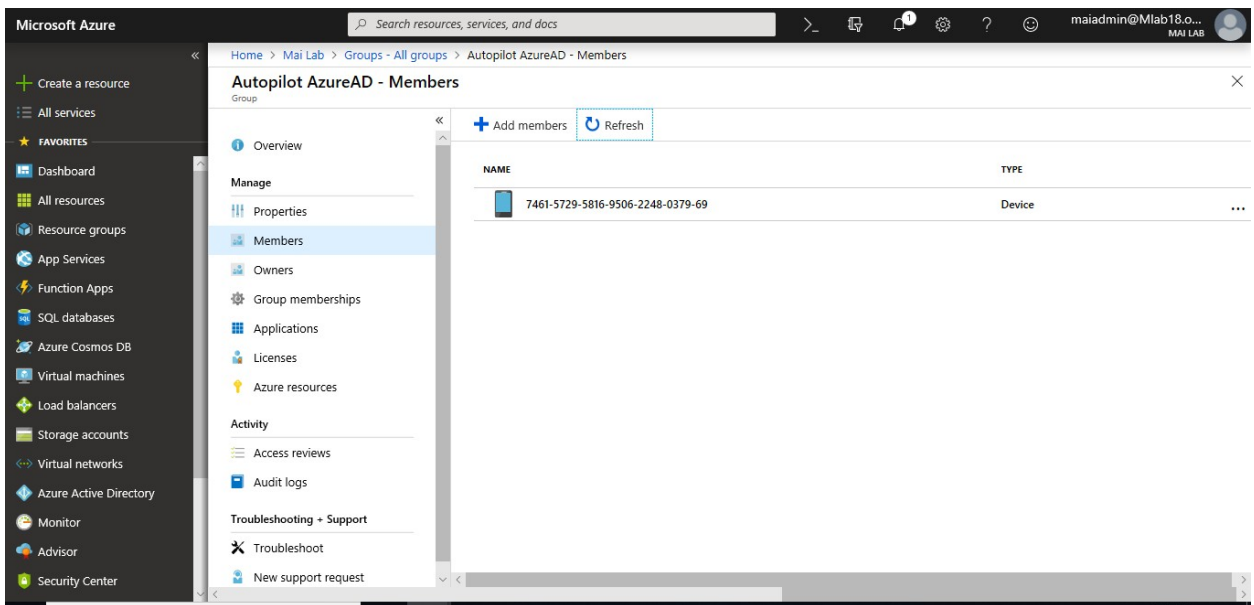 Microsoft Azure
Search resources, services, and docs
1
maiadmin@Mlab18.o...
MAI LAB
Home > Mai Lab > Groups - All groups > Autopilot AzureAD - Members
Create a resource
All services
FAVORITES
Dashboard
All resources
Resource groups
App Services
Function Apps
SQL databases
Azure Cosmos DB
Virtual machines
Load balancers
Storage accounts
Virtual networks
Azure Active Directory
Monitor
Advisor
Security Center
Autopilot AzureAD - Members
Group
Overview
Manage
Properties
Members
Owners
Group memberships
Applications
Licenses
Azure resources
Activity
Access reviews
Audit logs
Troubleshooting + Support
Troubleshoot
New support request
Add members Refresh
NAME TYPE
7461-5729-5816-9506-2248-0379-69 Device